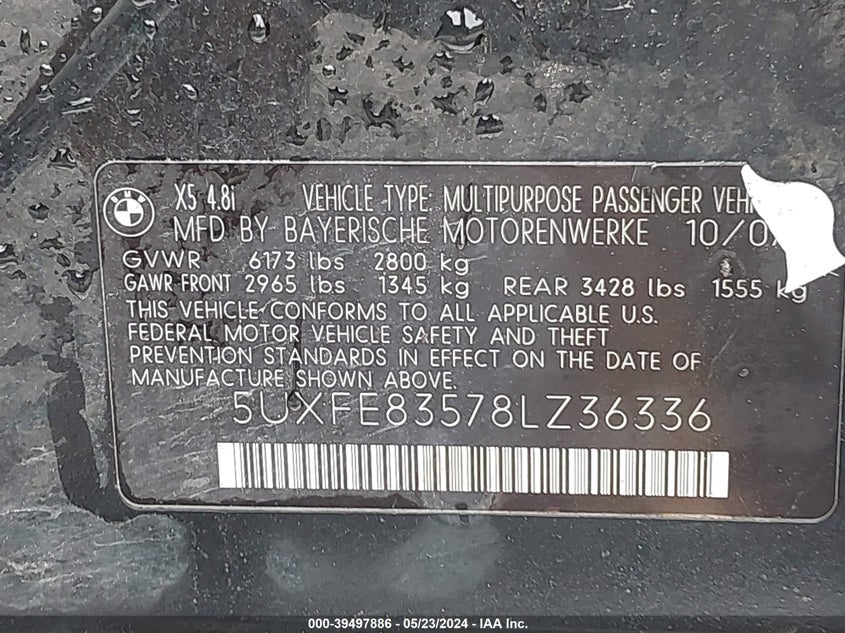 BMW
X5 4.8i VEHICLE TYPE: MULTIPURPOSE PASSENGER
MFD BY BAYERISCHE MOTORENWERKE 10/07
GVWR 6173 lbs 2800 kg
GAWR FRONT 2965 lbs 1345 kg REAR 3428 lbs 1555 kg
THIS VEHICLE CONFORMS TO ALL APPLICABLE U.S.
FEDERAL MOTOR VEHICLE SAFETY AND THEFT
PREVENTION STANDARDS IN EFFECT ON THE DATE OF
MANUFACTURE SHOWN ABOVE.
5UXFE83578LZ36336
000-39497886 - 05/23/2024 - IAA Inc.